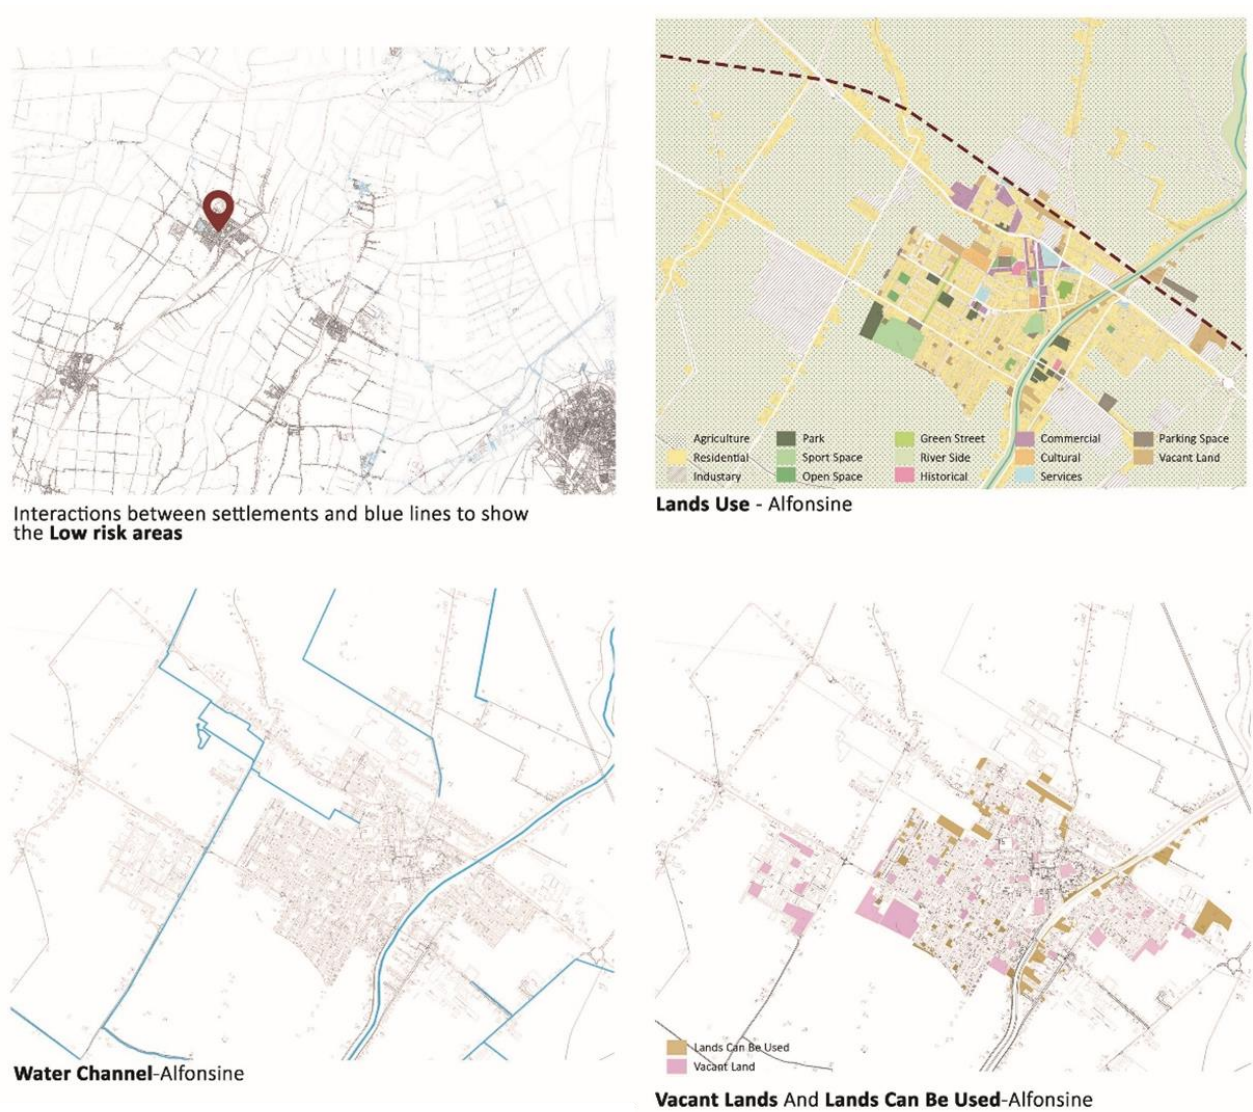 Interactions between settlements and blue lines to show
the Low risk areas
Agriculture
Residential
Industary
Park
Sport Space
Open Space
Green Street
River Side
Historical
Commercial
Cultural
Services
Parking Space
Vacant Land
Lands Use - Alfonsine
Water Channel-Alfonsine
Lands Can Be Used
Vacant Land
Vacant Lands And Lands Can Be Used-Alfonsine